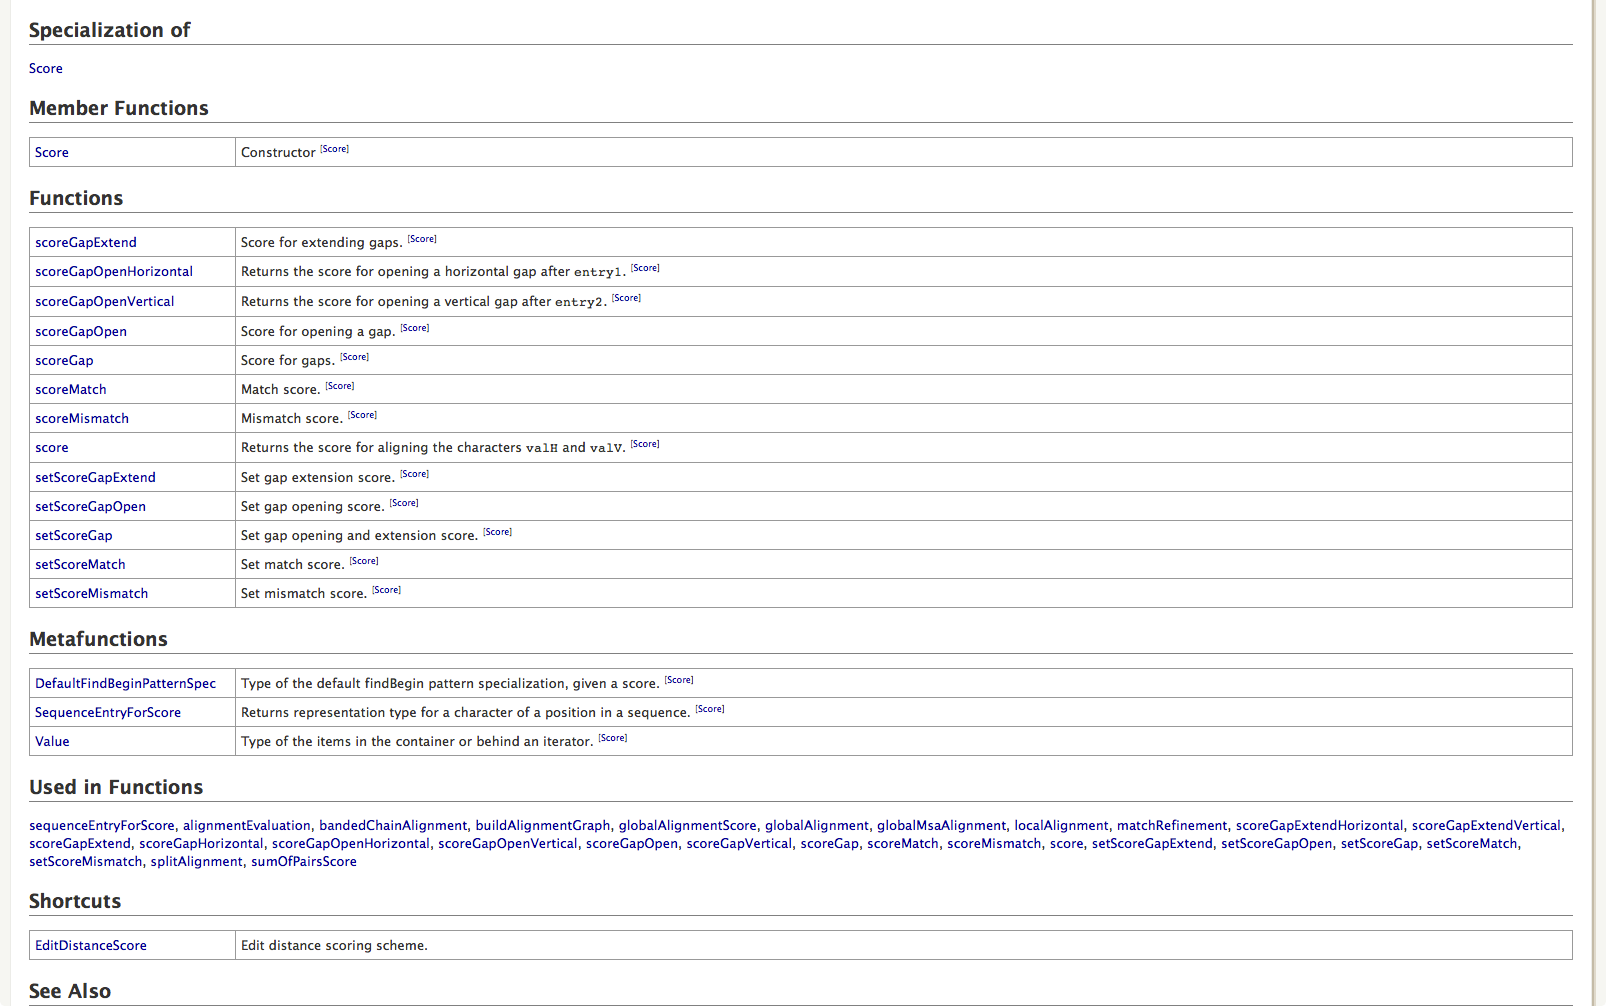 Specialization of
Score
Member Functions
Score Constructor [Score]
Functions
scoreGapExtend Score for extending gaps. [Score]
scoreGapOpenHorizontal Returns the score for opening a horizontal gap after entry1. [Score]
scoreGapOpenVertical Returns the score for opening a vertical gap after entry2. [Score]
scoreGapOpen Score for opening a gap. [Score]
scoreGap Score for gaps. [Score]
scoreMatch Match score. [Score]
scoreMismatch Mismatch score. [Score]
score Returns the score for aligning the characters valH and valV. [Score]
setScoreGapExtend Set gap extension score. [Score]
setScoreGapOpen Set gap opening score. [Score]
setScoreGap Set gap opening and extension score. [Score]
setScoreMatch Set match score. [Score]
setScoreMismatch Set mismatch score. [Score]
Metafunctions
DefaultFindBeginPatternSpec Type of the default findBegin pattern specialization, given a score. [Score]
SequenceEntryForScore Returns representation type for a character of a position in a sequence. [Score]
Value Type of the items in the container or behind an iterator. [Score]
Used in Functions
sequenceEntryForScore, alignmentEvaluation, bandedChainAlignment, buildAlignmentGraph, globalAlignmentScore, globalAlignment, globalMsaAlignment, localAlignment, matchRefinement, scoreGapExtendHorizontal, scoreGapExtendVertical,
scoreGapExtend, scoreGapHorizontal, scoreGapOpenHorizontal, scoreGapOpenVertical, scoreGapOpen, scoreGapVertical, scoreGap, scoreMatch, scoreMismatch, score, setScoreGapExtend, setScoreGapOpen, setScoreGap, setScoreMatch,
setScoreMismatch, splitAlignment, sumOfPairsScore
Shortcuts
EditDistanceScore Edit distance scoring scheme.
See Also